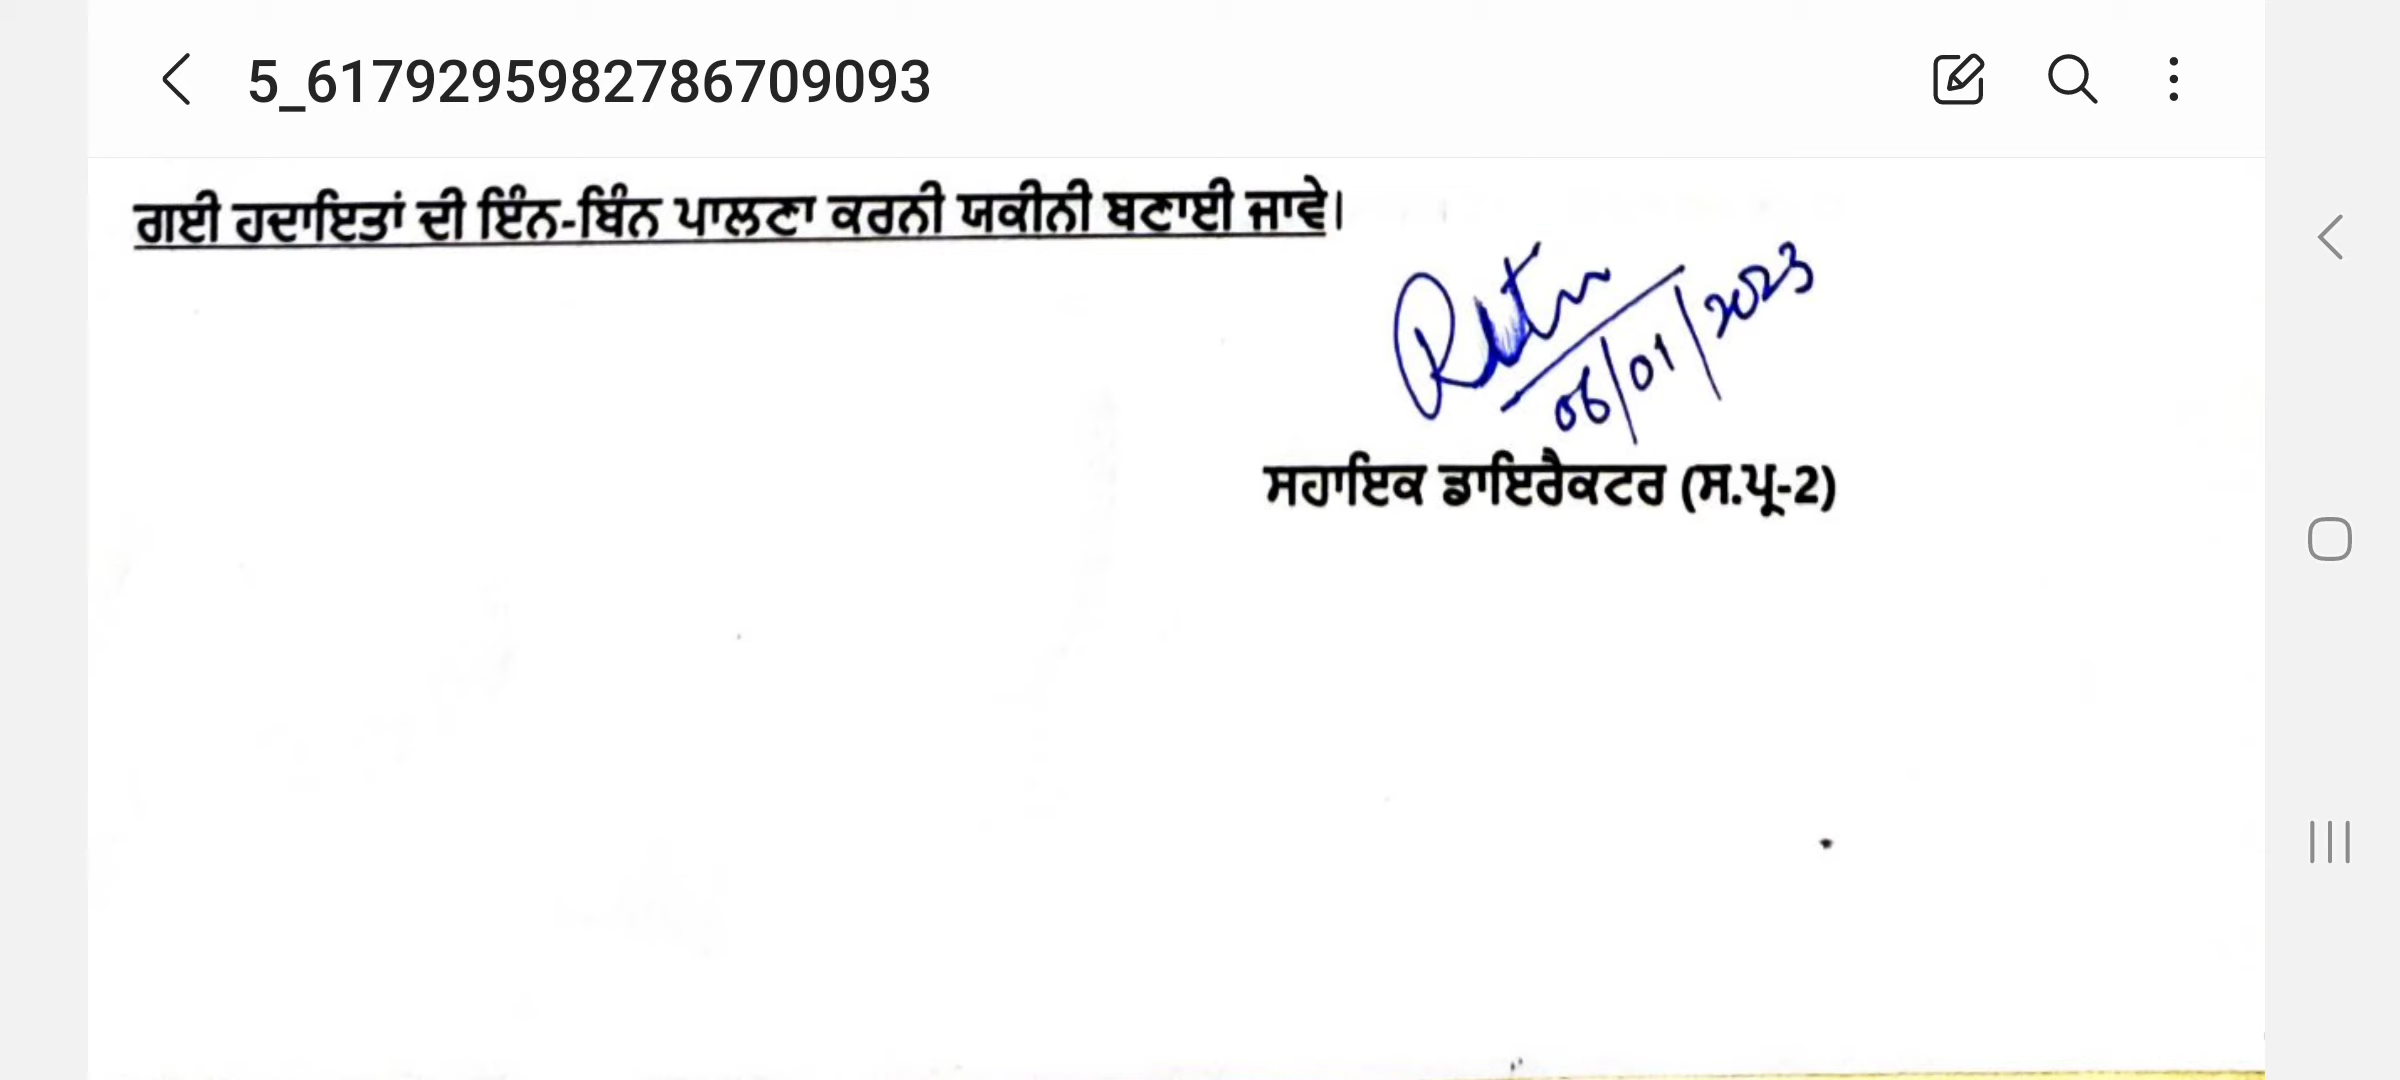 5_6179295982786709093
ਗਈ ਹਦਾਇਤਾਂ ਦੀ ਇੰਨ-ਬਿੰਨ ਪਾਲਣਾ ਕਰਨੀ ਯਕੀਨੀ ਬਣਾਈ ਜਾਵੇ।
06/01/2023
ਸਹਾਇਕ ਡਾਇਰੈਕਟਰ (ਸ.ਪ੍ਰ-2)